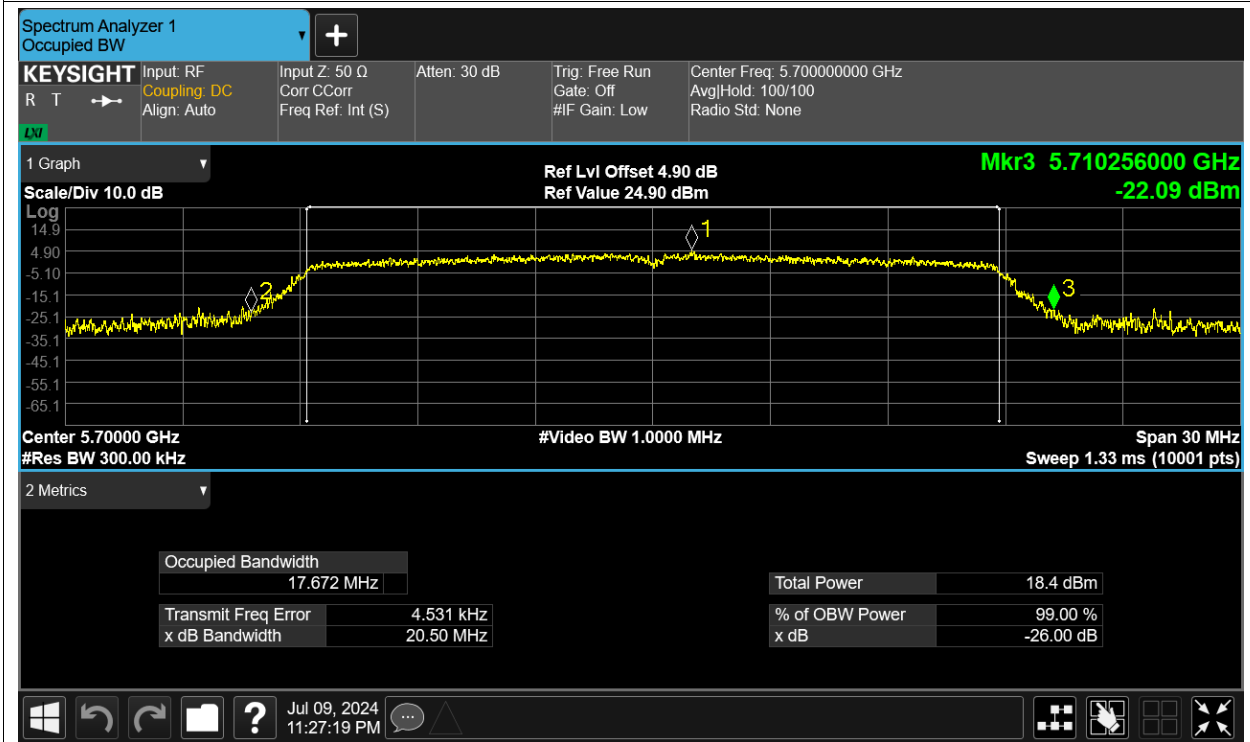 Spectrum Analyzer 1
Occupied BW
KEYSIGHT
R T
LXI
Input: RF
Coupling: DC
Align: Auto
Input Z: 50 Ω
Corr CCorr
Freq Ref: Int (S)
Atten: 30 dB
Trig: Free Run
Gate: Off
#IF Gain: Low
Center Freq: 5.700000000 GHz
Avg|Hold: 100/100
Radio Std: None
1 Graph
Scale/Div 10.0 dB
Ref Lvl Offset 4.90 dB
Ref Value 24.90 dBm
Mkr3 5.710256000 GHz
-22.09 dBm
Log
14.9
4.90
-5.10
-15.1
-25.1
-35.1
-45.1
-55.1
-65.1
1
2
3
Center 5.70000 GHz
#Res BW 300.00 kHz
#Video BW 1.0000 MHz
Span 30 MHz
Sweep 1.33 ms (10001 pts)
2 Metrics
Occupied Bandwidth
17.672 MHz
Transmit Freq Error 4.531 kHz
x dB Bandwidth 20.50 MHz
Total Power 18.4 dBm
% of OBW Power 99.00 %
x dB -26.00 dB
?
Jul 09, 2024
11:27:19 PM